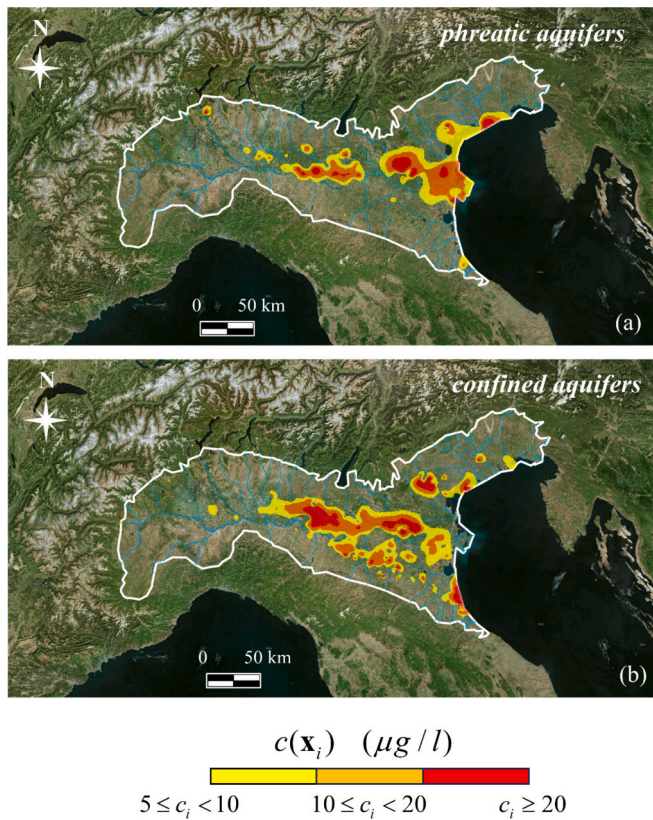 phreatic aquifers
N
0 50 km
(a)
confined aquifers
N
0 50 km
(b)
c(𝐱ᵢ) (μg / l)
5 ≤ cᵢ < 10 10 ≤ cᵢ < 20 cᵢ ≥ 20